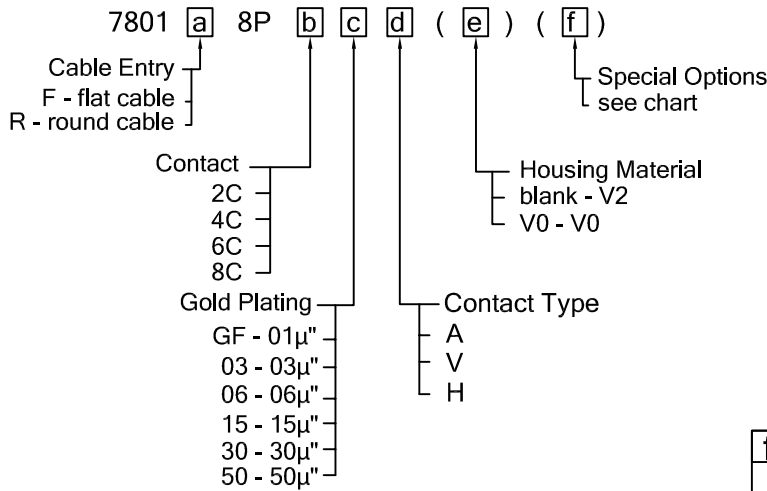 7801 a 8P b c d ( e ) ( f )
Cable Entry
F - flat cable
R - round cable
Special Options
see chart
Contact
2C
4C
6C
8C
Housing Material
blank - V2
V0 - V0
Gold Plating
GF - 01µ"
03 - 03µ"
06 - 06µ"
15 - 15µ"
30 - 30µ"
50 - 50µ"
Contact Type
A
V
H
f